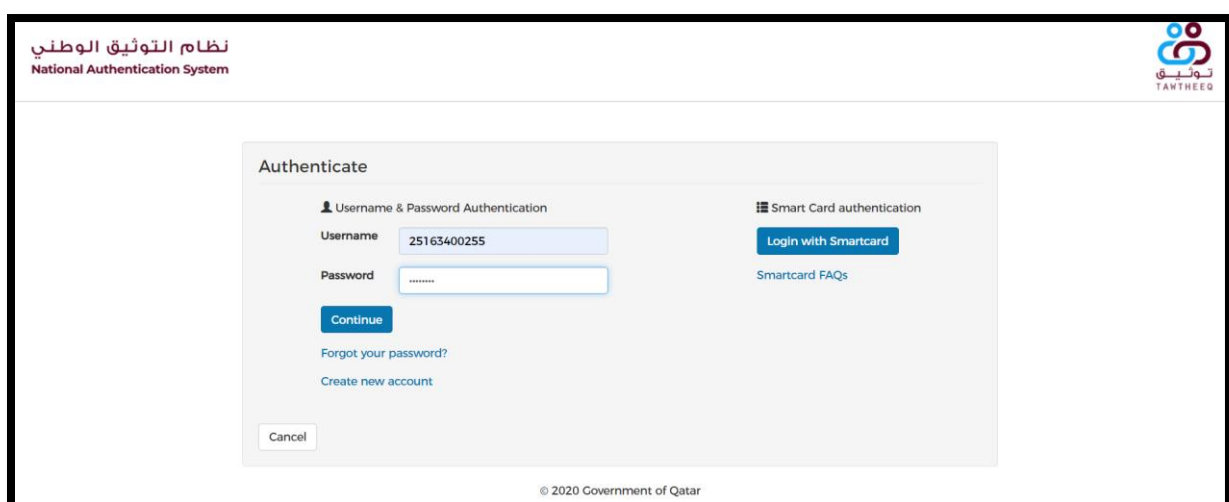 نظام التوثيق الوطني
National Authentication System
تـوثـيـق
TAWTHEEQ
Authenticate
Username & Password Authentication
Username 25163400255
Password ........
Continue
Forgot your password?
Create new account
Smart Card authentication
Login with Smartcard
Smartcard FAQs
Cancel
© 2020 Government of Qatar